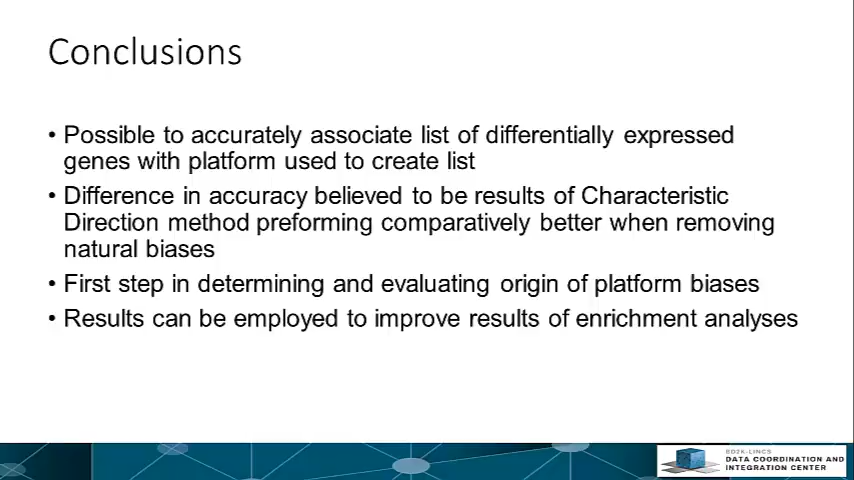 Conclusions
• Possible to accurately associate list of differentially expressed
genes with platform used to create list
• Difference in accuracy believed to be results of Characteristic
Direction method preforming comparatively better when removing
natural biases
• First step in determining and evaluating origin of platform biases
• Results can be employed to improve results of enrichment analyses
BD2K-LINCS
DATA COORDINATION AND
INTEGRATION CENTER